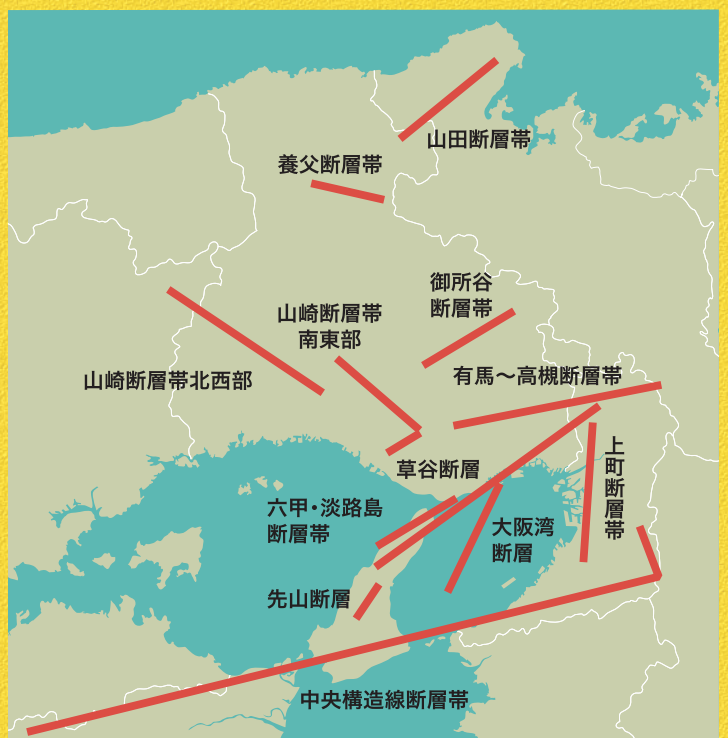 山田断層帯
養父断層帯
御所谷
断層帯
山崎断層帯
南東部
山崎断層帯北西部
有馬～高槻断層帯
上町断層帯
草谷断層
六甲・淡路島
断層帯
大阪湾
断層
先山断層
中央構造線断層帯